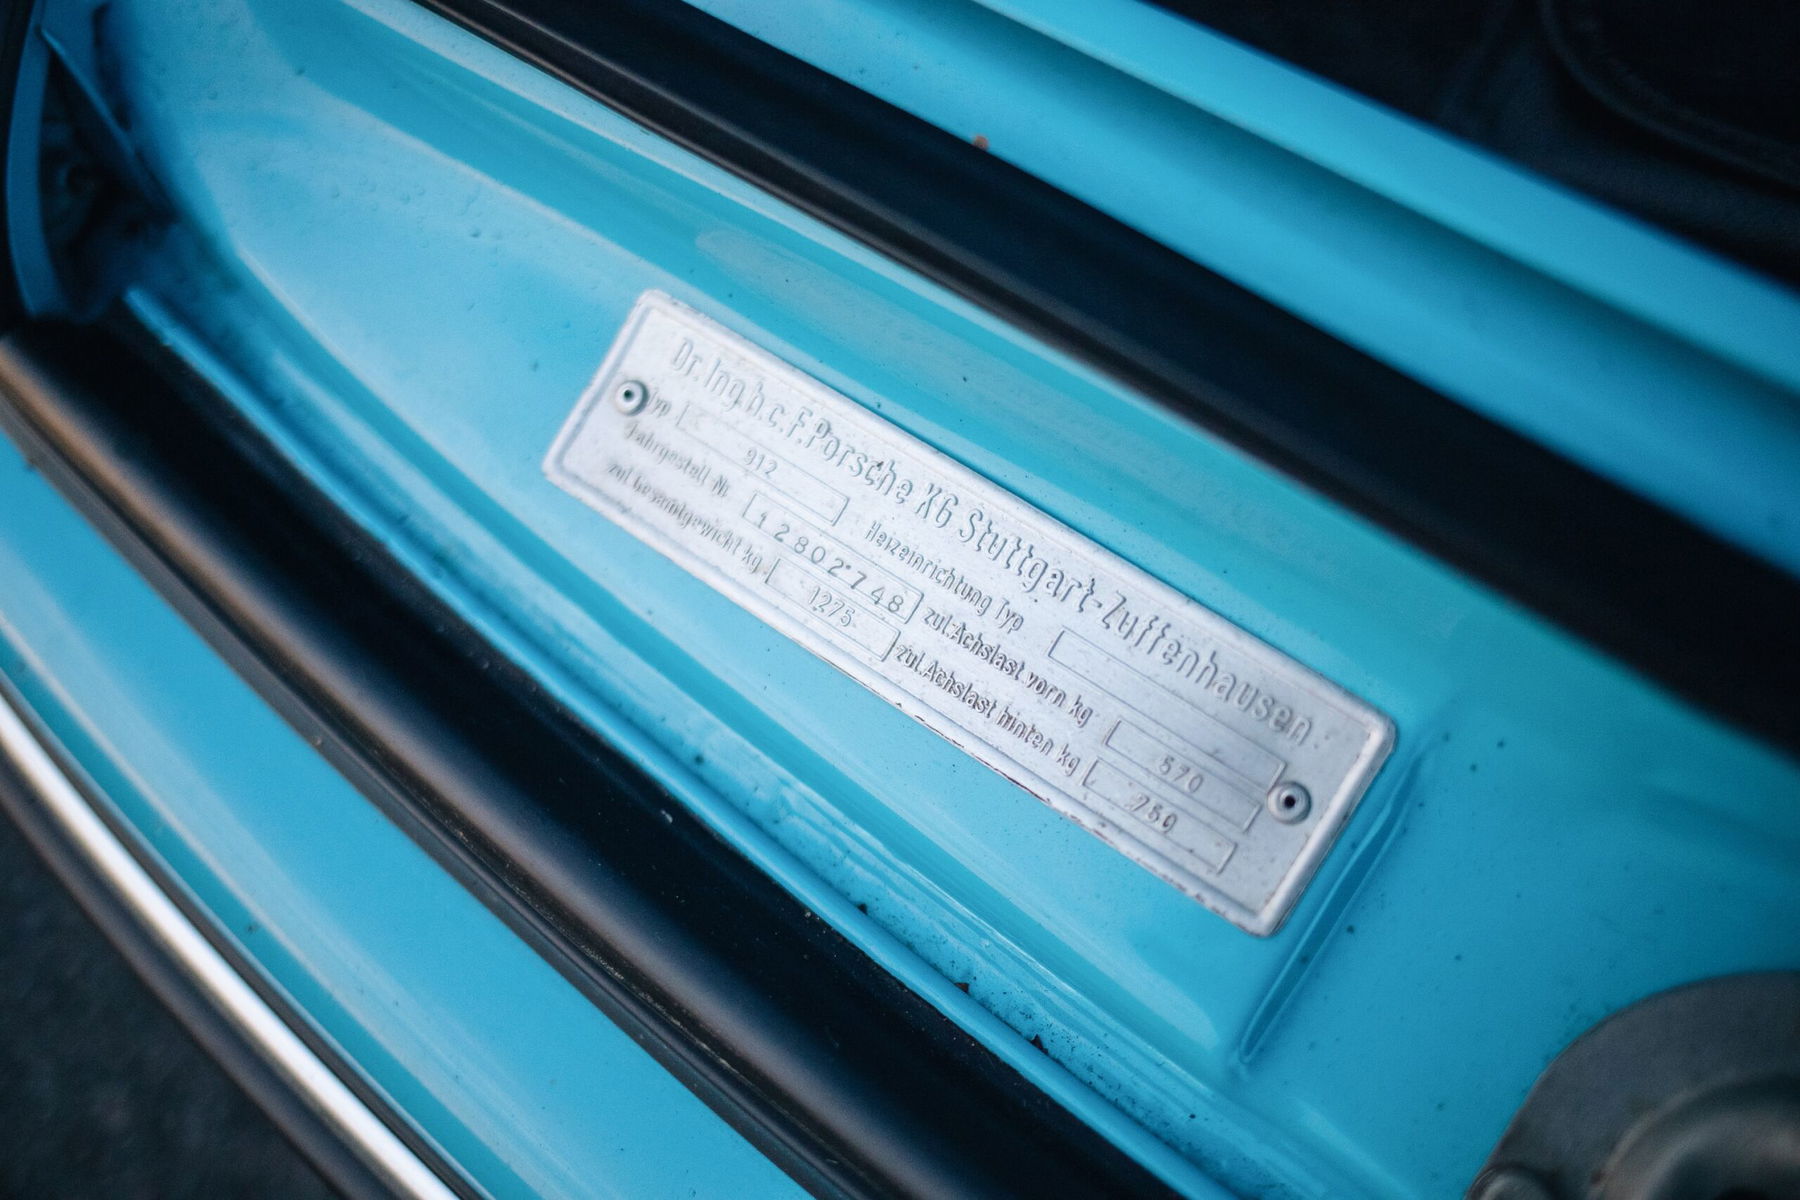 Dr.Ing.h.c.F.Porsche KG Stuttgart-Zuffenhausen
Typ 912 Heizeinrichtung Typ
Fahrgestell Nr. 12802748 zul.Achslast vorn kg 570
zul.Gesamtgewicht kg 1275 zul.Achslast hinten kg 750